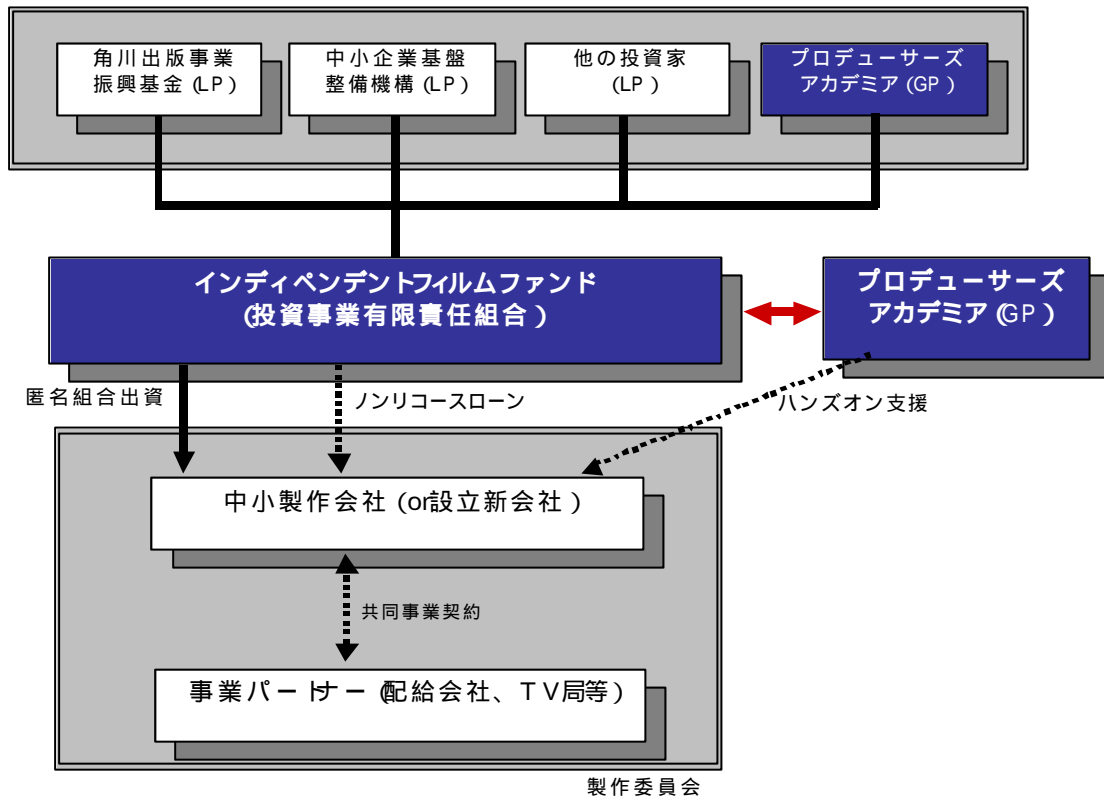 角川出版事業
振興基金 (LP)
中小企業基盤
整備機構 (LP)
他の投資家
(LP)
プロデューサーズ
アカデミア (GP)
インディペンデントフィルムファンド
(投資事業有限責任組合)
プロデューサーズ
アカデミア (GP)
匿名組合出資
ノンリコースローン
ハンズオン支援
中小製作会社 (or設立新会社)
共同事業契約
事業パートナー (配給会社、TV局等)
製作委員会